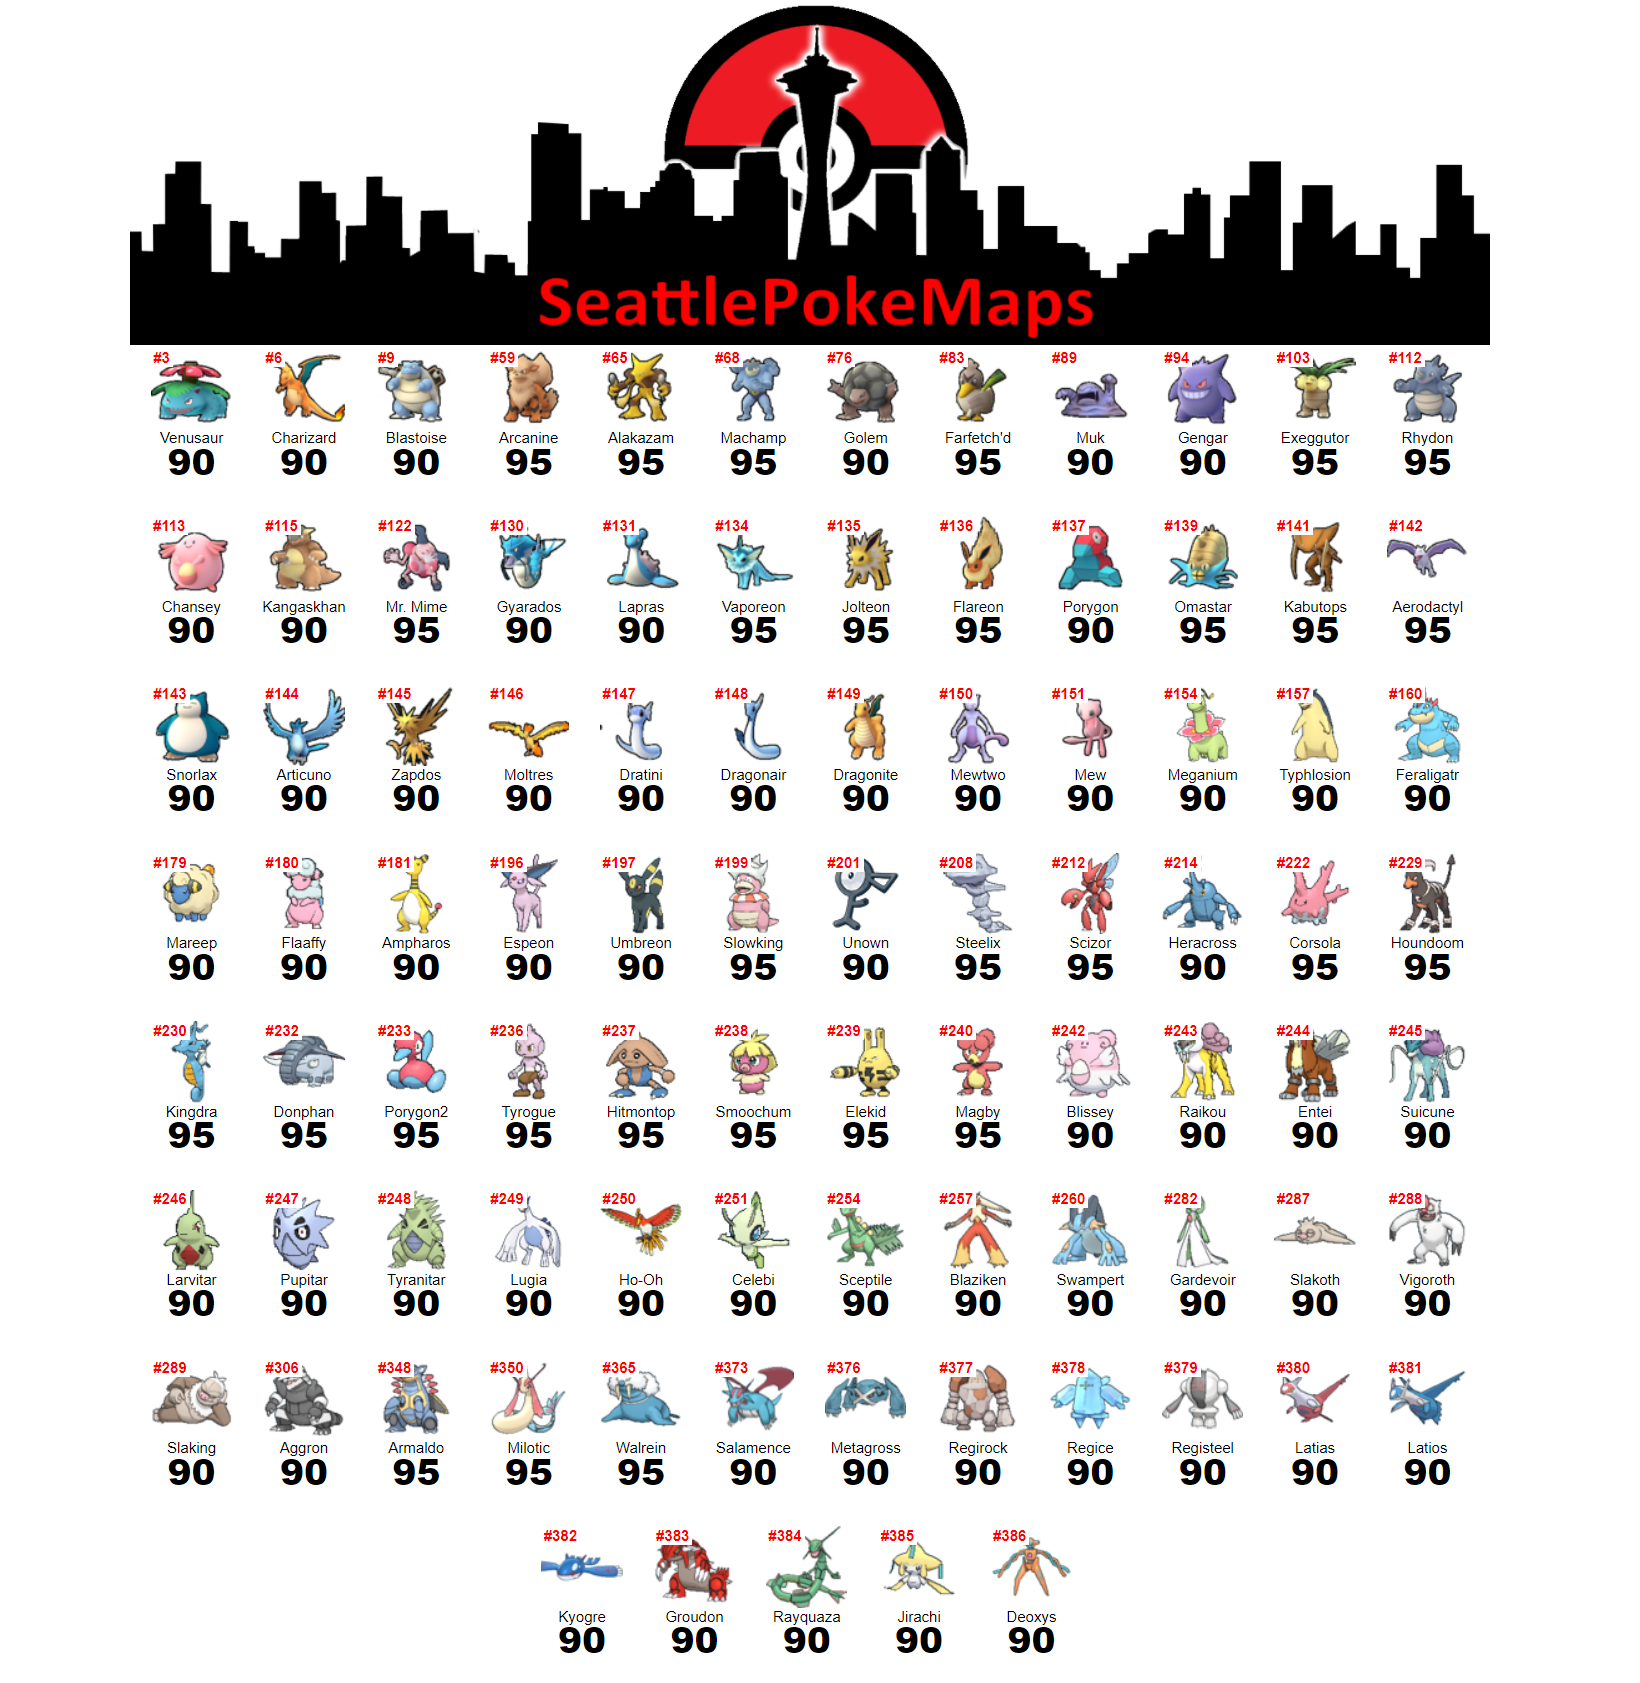 SeattlePokeMaps
#3 #6 #9 #59 #65 #68 #76 #83 #89 #94 #103 #112
Venusaur Charizard Blastoise Arcanine Alakazam Machamp Golem Farfetch'd Muk Gengar Exeggutor Rhydon
90 90 90 95 95 95 90 95 90 90 95 95
#113 #115 #122 #130 #131 #134 #135 #136 #137 #139 #141 #142
Chansey Kangaskhan Mr. Mime Gyarados Lapras Vaporeon Jolteon Flareon Porygon Omastar Kabutops Aerodactyl
90 90 95 90 90 95 95 95 90 95 95 95
#143 #144 #145 #146 #147 #148 #149 #150 #151 #154 #157 #160
Snorlax Articuno Zapdos Moltres Dratini Dragonair Dragonite Mewtwo Mew Meganium Typhlosion Feraligatr
90 90 90 90 90 90 90 90 90 90 90 90
#179 #180 #181 #196 #197 #199 #201 #208 #212 #214 #222 #229
Mareep Flaaffy Ampharos Espeon Umbreon Slowking Unown Steelix Scizor Heracross Corsola Houndoom
90 90 90 90 90 95 90 95 95 90 95 95
#230 #232 #233 #236 #237 #238 #239 #240 #242 #243 #244 #245
Kingdra Donphan Porygon2 Tyrogue Hitmontop Smoochum Elekid Magby Blissey Raikou Entei Suicune
95 95 95 95 95 95 95 95 90 90 90 90
#246 #247 #248 #249 #250 #251 #254 #257 #260 #282 #287 #288
Larvitar Pupitar Tyranitar Lugia Ho-Oh Celebi Sceptile Blaziken Swampert Gardevoir Slakoth Vigoroth
90 90 90 90 90 90 90 90 90 90 90 90
#289 #306 #348 #350 #365 #373 #376 #377 #378 #379 #380 #381
Slaking Aggron Armaldo Milotic Walrein Salamence Metagross Regirock Regice Registeel Latias Latios
90 90 95 95 95 90 90 90 90 90 90 90
#382 #383 #384 #385 #386
Kyogre Groudon Rayquaza Jirachi Deoxys
90 90 90 90 90